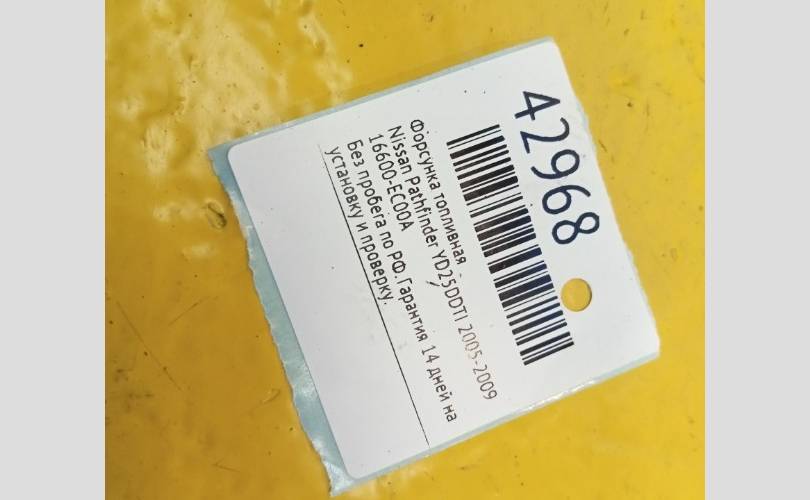 42968
Форсунка топливная
Nissan Pathfinder YD25DDTI 2005-2009
16600-EC00A
Без пробега по РФ.Гарантия 14 дней на
установку и проверку.